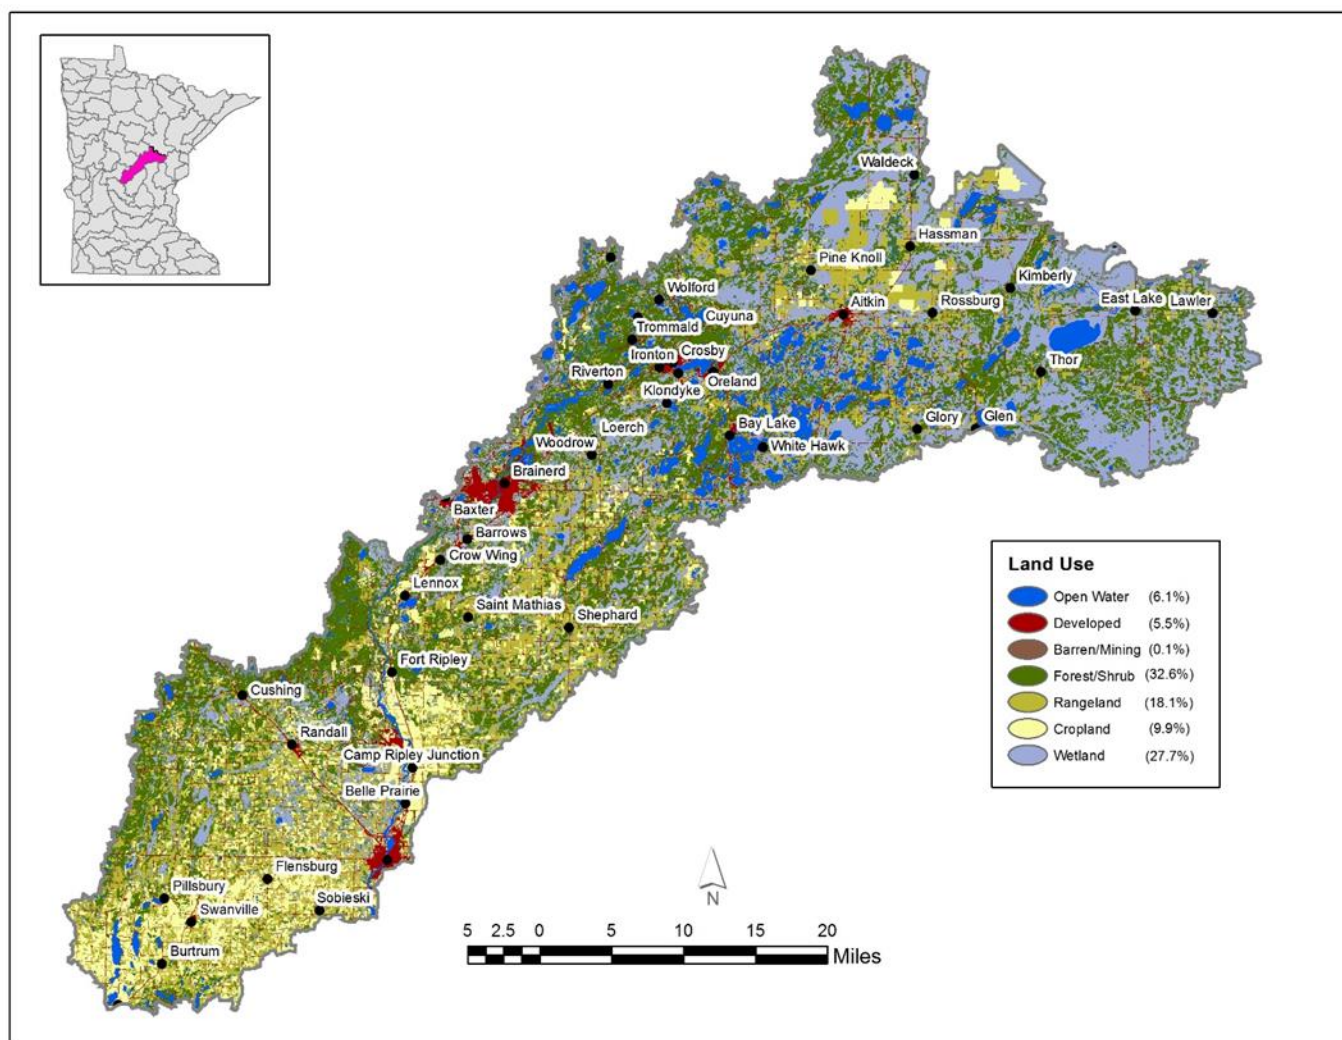 Waldeck
Hassman
Pine Knoll
Kimberly
Wolford
Aitkin
Rossburg
East Lake
Lawler
Cuyuna
Trommald
Ironton
Crosby
Thor
Riverton
Oreland
Klondyke
Bay Lake
Glory
Glen
Loerch
Woodrow
White Hawk
Brainerd
Baxter
Barrows
Crow Wing
Lennox
Saint Mathias
Shephard
Fort Ripley
Cushing
Randall
Camp Ripley Junction
Belle Prairie
Flensburg
Pillsbury
Swanville
Sobieski
Burtrum
Land Use
Open Water (6.1%)
Developed (5.5%)
Barren/Mining (0.1%)
Forest/Shrub (32.6%)
Rangeland (18.1%)
Cropland (9.9%)
Wetland (27.7%)
N
5 2.5 0 5 10 15 20
Miles